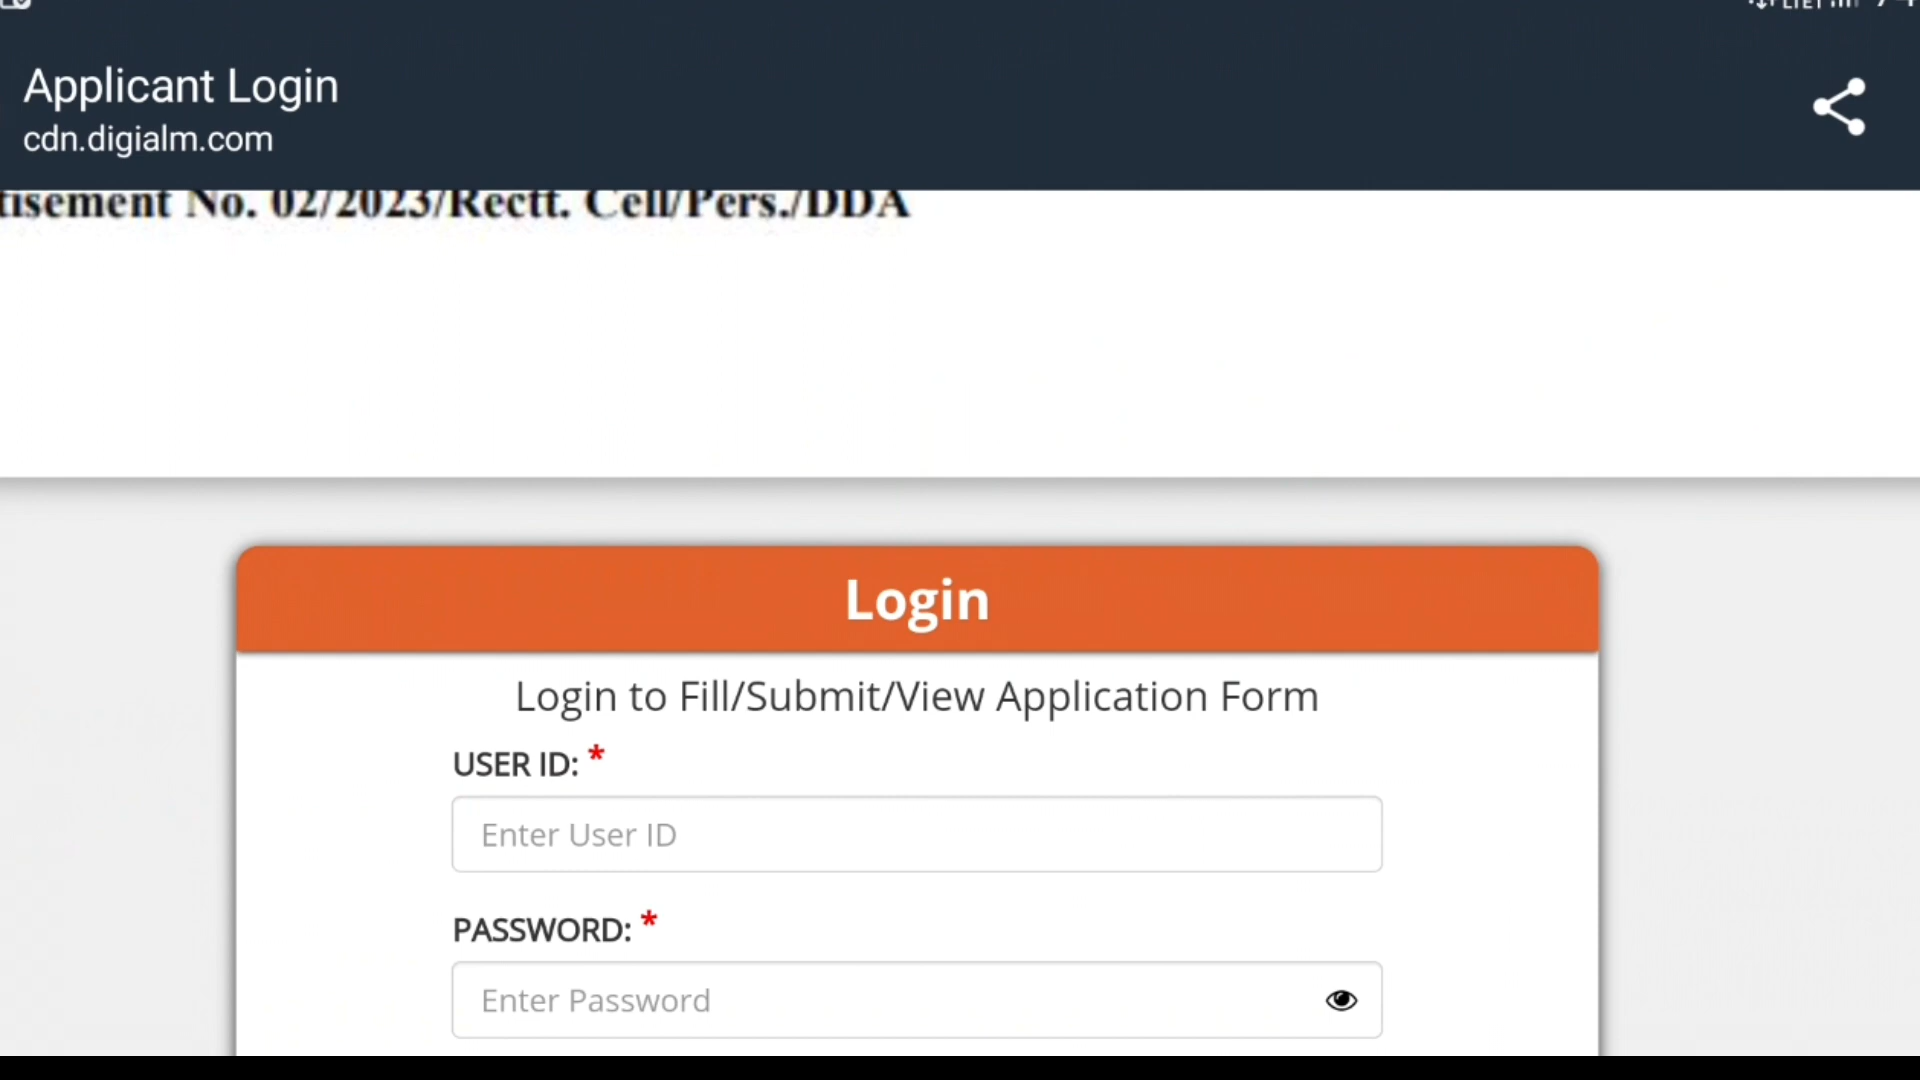 Applicant Login
cdn.digialm.com
tisement No. 02/2023/Rectt. Cell/Pers./DDA
Login
Login to Fill/Submit/View Application Form
USER ID: *
Enter User ID
PASSWORD: *
Enter Password